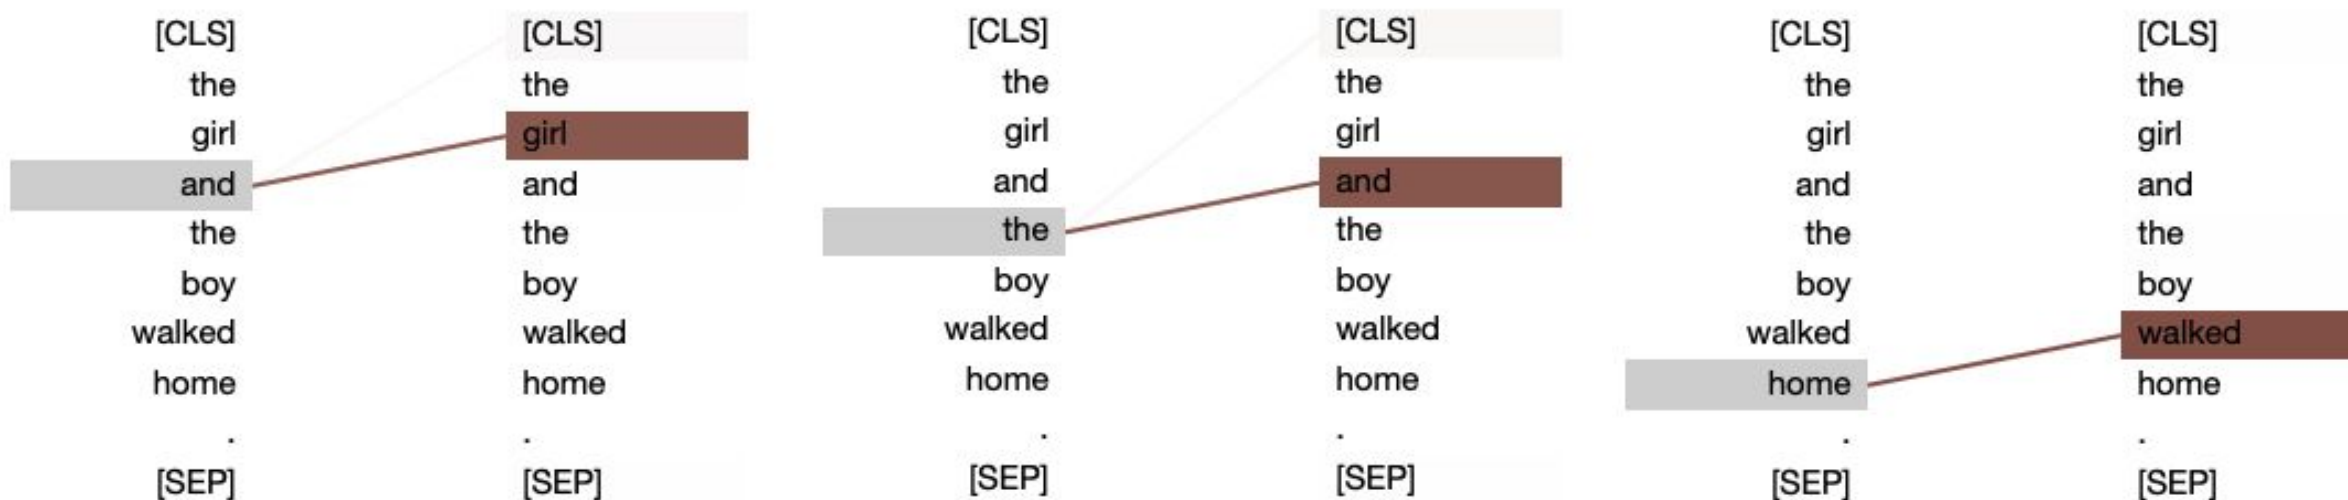 [CLS] [CLS] [CLS] [CLS] [CLS] [CLS]
the the the the the the
girl girl girl girl girl girl
and and and and and and
the the the the the the
boy boy boy boy boy boy
walked walked walked walked walked walked
home home home home home home
. . . . . .
[SEP] [SEP] [SEP] [SEP] [SEP] [SEP]